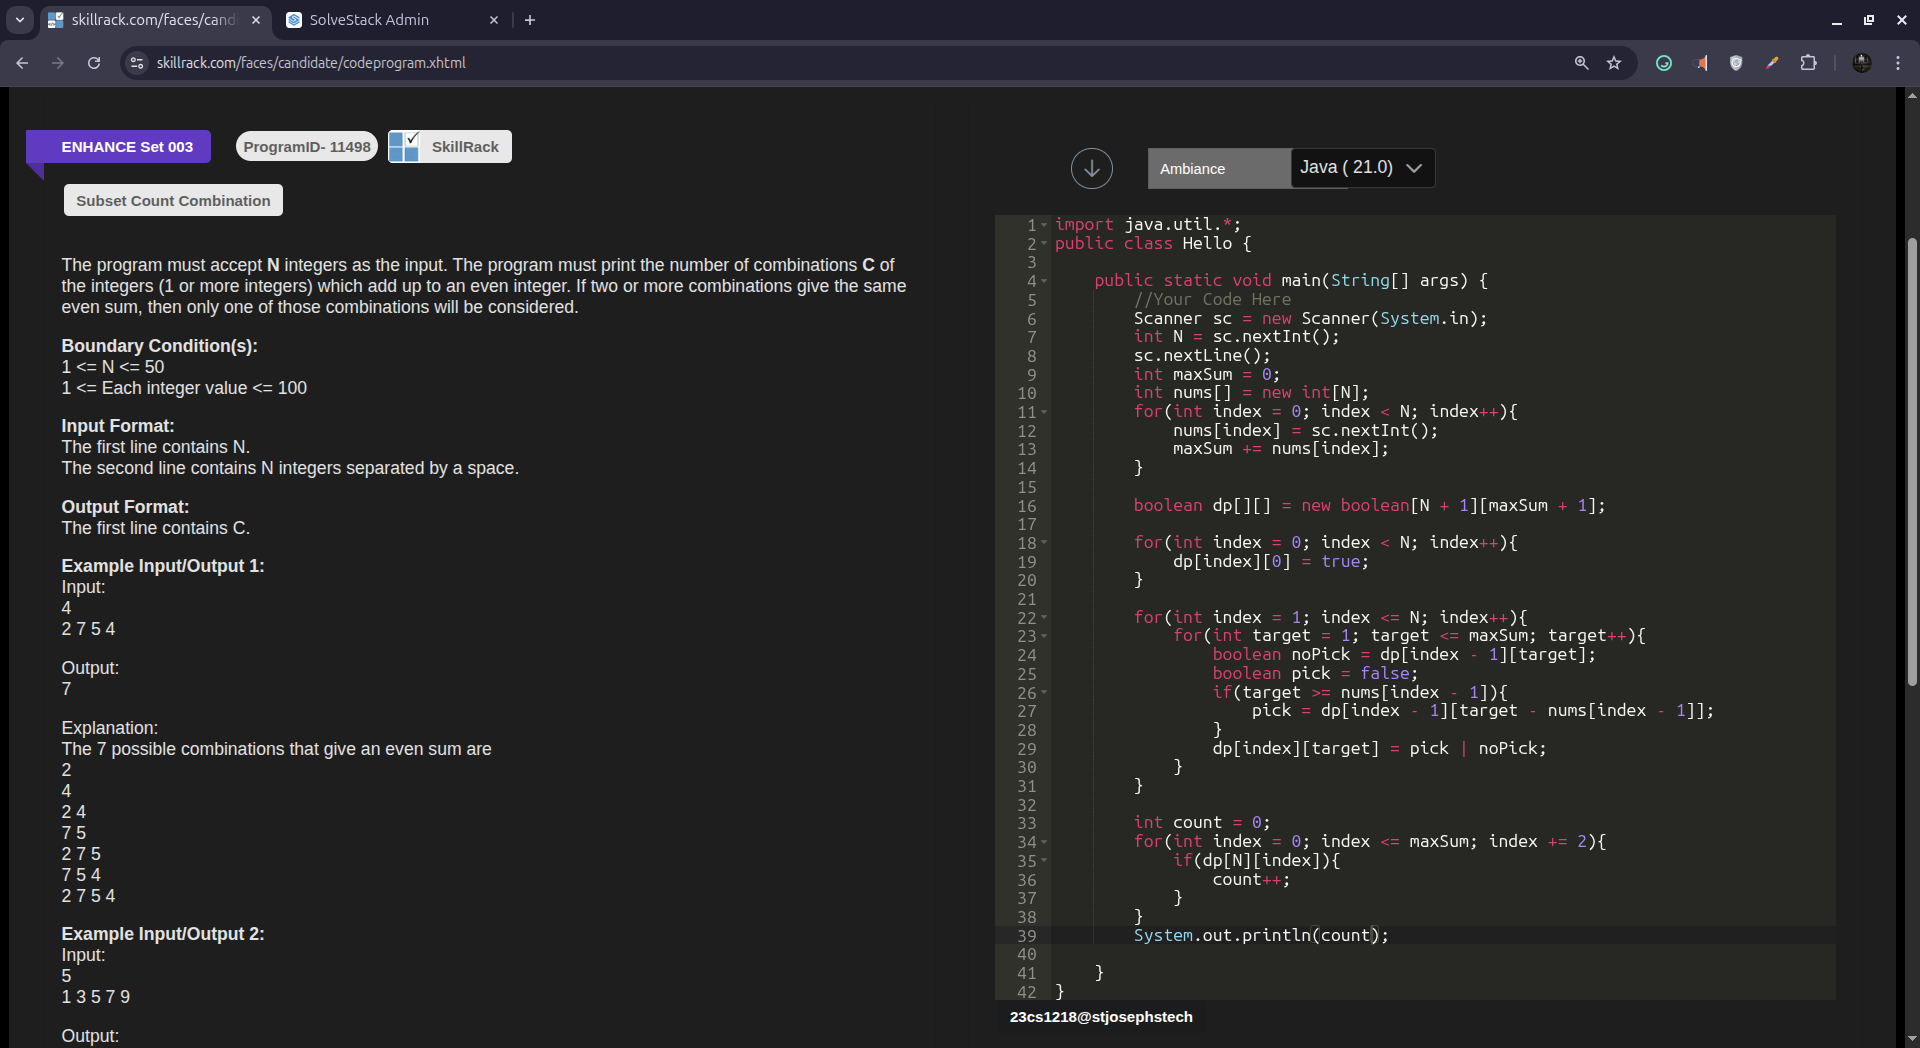 skillrack.com/faces/cand
SolveStack Admin
skillrack.com/faces/candidate/codeprogram.xhtml
ENHANCE Set 003
ProgramID- 11498
SkillRack
Subset Count Combination
The program must accept N integers as the input. The program must print the number of combinations C of
the integers (1 or more integers) which add up to an even integer. If two or more combinations give the same
even sum, then only one of those combinations will be considered.
Boundary Condition(s):
1 <= N <= 50
1 <= Each integer value <= 100
Input Format:
The first line contains N.
The second line contains N integers separated by a space.
Output Format:
The first line contains C.
Example Input/Output 1:
Input:
4
2 7 5 4
Output:
7
Explanation:
The 7 possible combinations that give an even sum are
2
4
2 4
7 5
2 7 5
7 5 4
2 7 5 4
Example Input/Output 2:
Input:
5
1 3 5 7 9
Output:
Ambiance
Java ( 21.0)
1 import java.util.*;
2 public class Hello {
3
4     public static void main(String[] args) {
5         //Your Code Here
6         Scanner sc = new Scanner(System.in);
7         int N = sc.nextInt();
8         sc.nextLine();
9         int maxSum = 0;
10         int nums[] = new int[N];
11         for(int index = 0; index < N; index++){
12             nums[index] = sc.nextInt();
13             maxSum += nums[index];
14         }
15
16         boolean dp[][] = new boolean[N + 1][maxSum + 1];
17
18         for(int index = 0; index < N; index++){
19             dp[index][0] = true;
20         }
21
22         for(int index = 1; index <= N; index++){
23             for(int target = 1; target <= maxSum; target++){
24                 boolean noPick = dp[index - 1][target];
25                 boolean pick = false;
26                 if(target >= nums[index - 1]){
27                     pick = dp[index - 1][target - nums[index - 1]];
28                 }
29                 dp[index][target] = pick | noPick;
30             }
31         }
32
33         int count = 0;
34         for(int index = 0; index <= maxSum; index += 2){
35             if(dp[N][index]){
36                 count++;
37             }
38         }
39         System.out.println(count);
40
41     }
42 }
23cs1218@stjosephstech